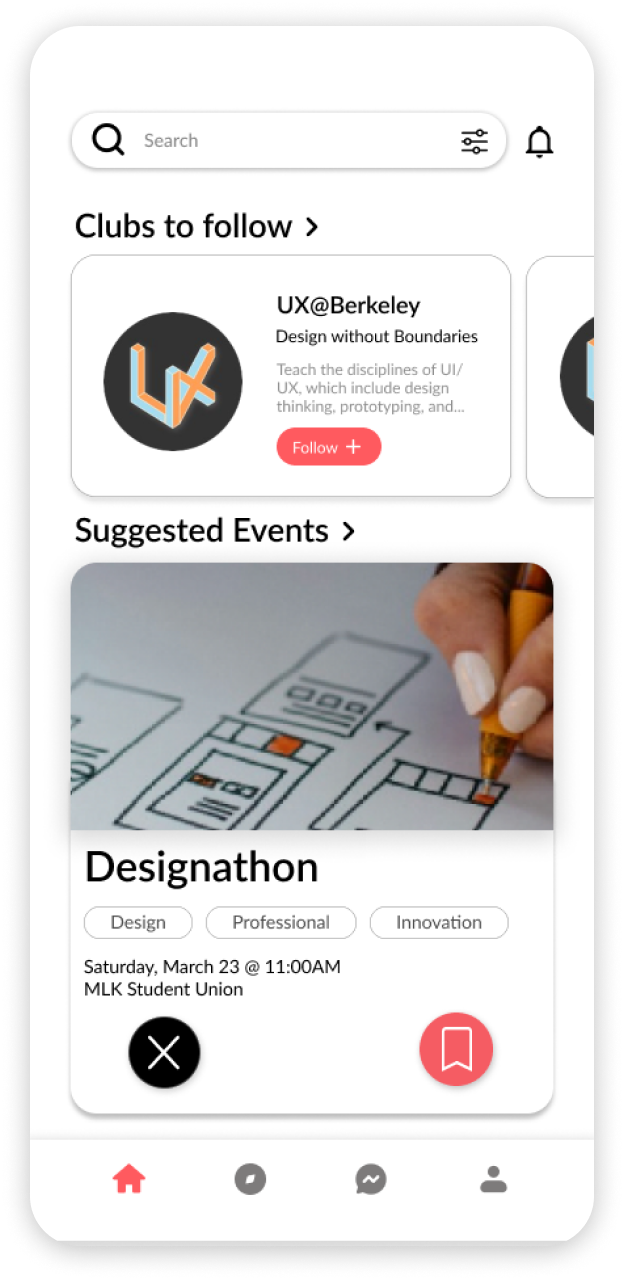 Search
Clubs to follow
UX@Berkeley
Design without Boundaries
Teach the disciplines of UI/
UX, which include design
thinking, prototyping, and...
Follow
Suggested Events
Designathon
Design Professional Innovation
Saturday, March 23 @ 11:00AM
MLK Student Union